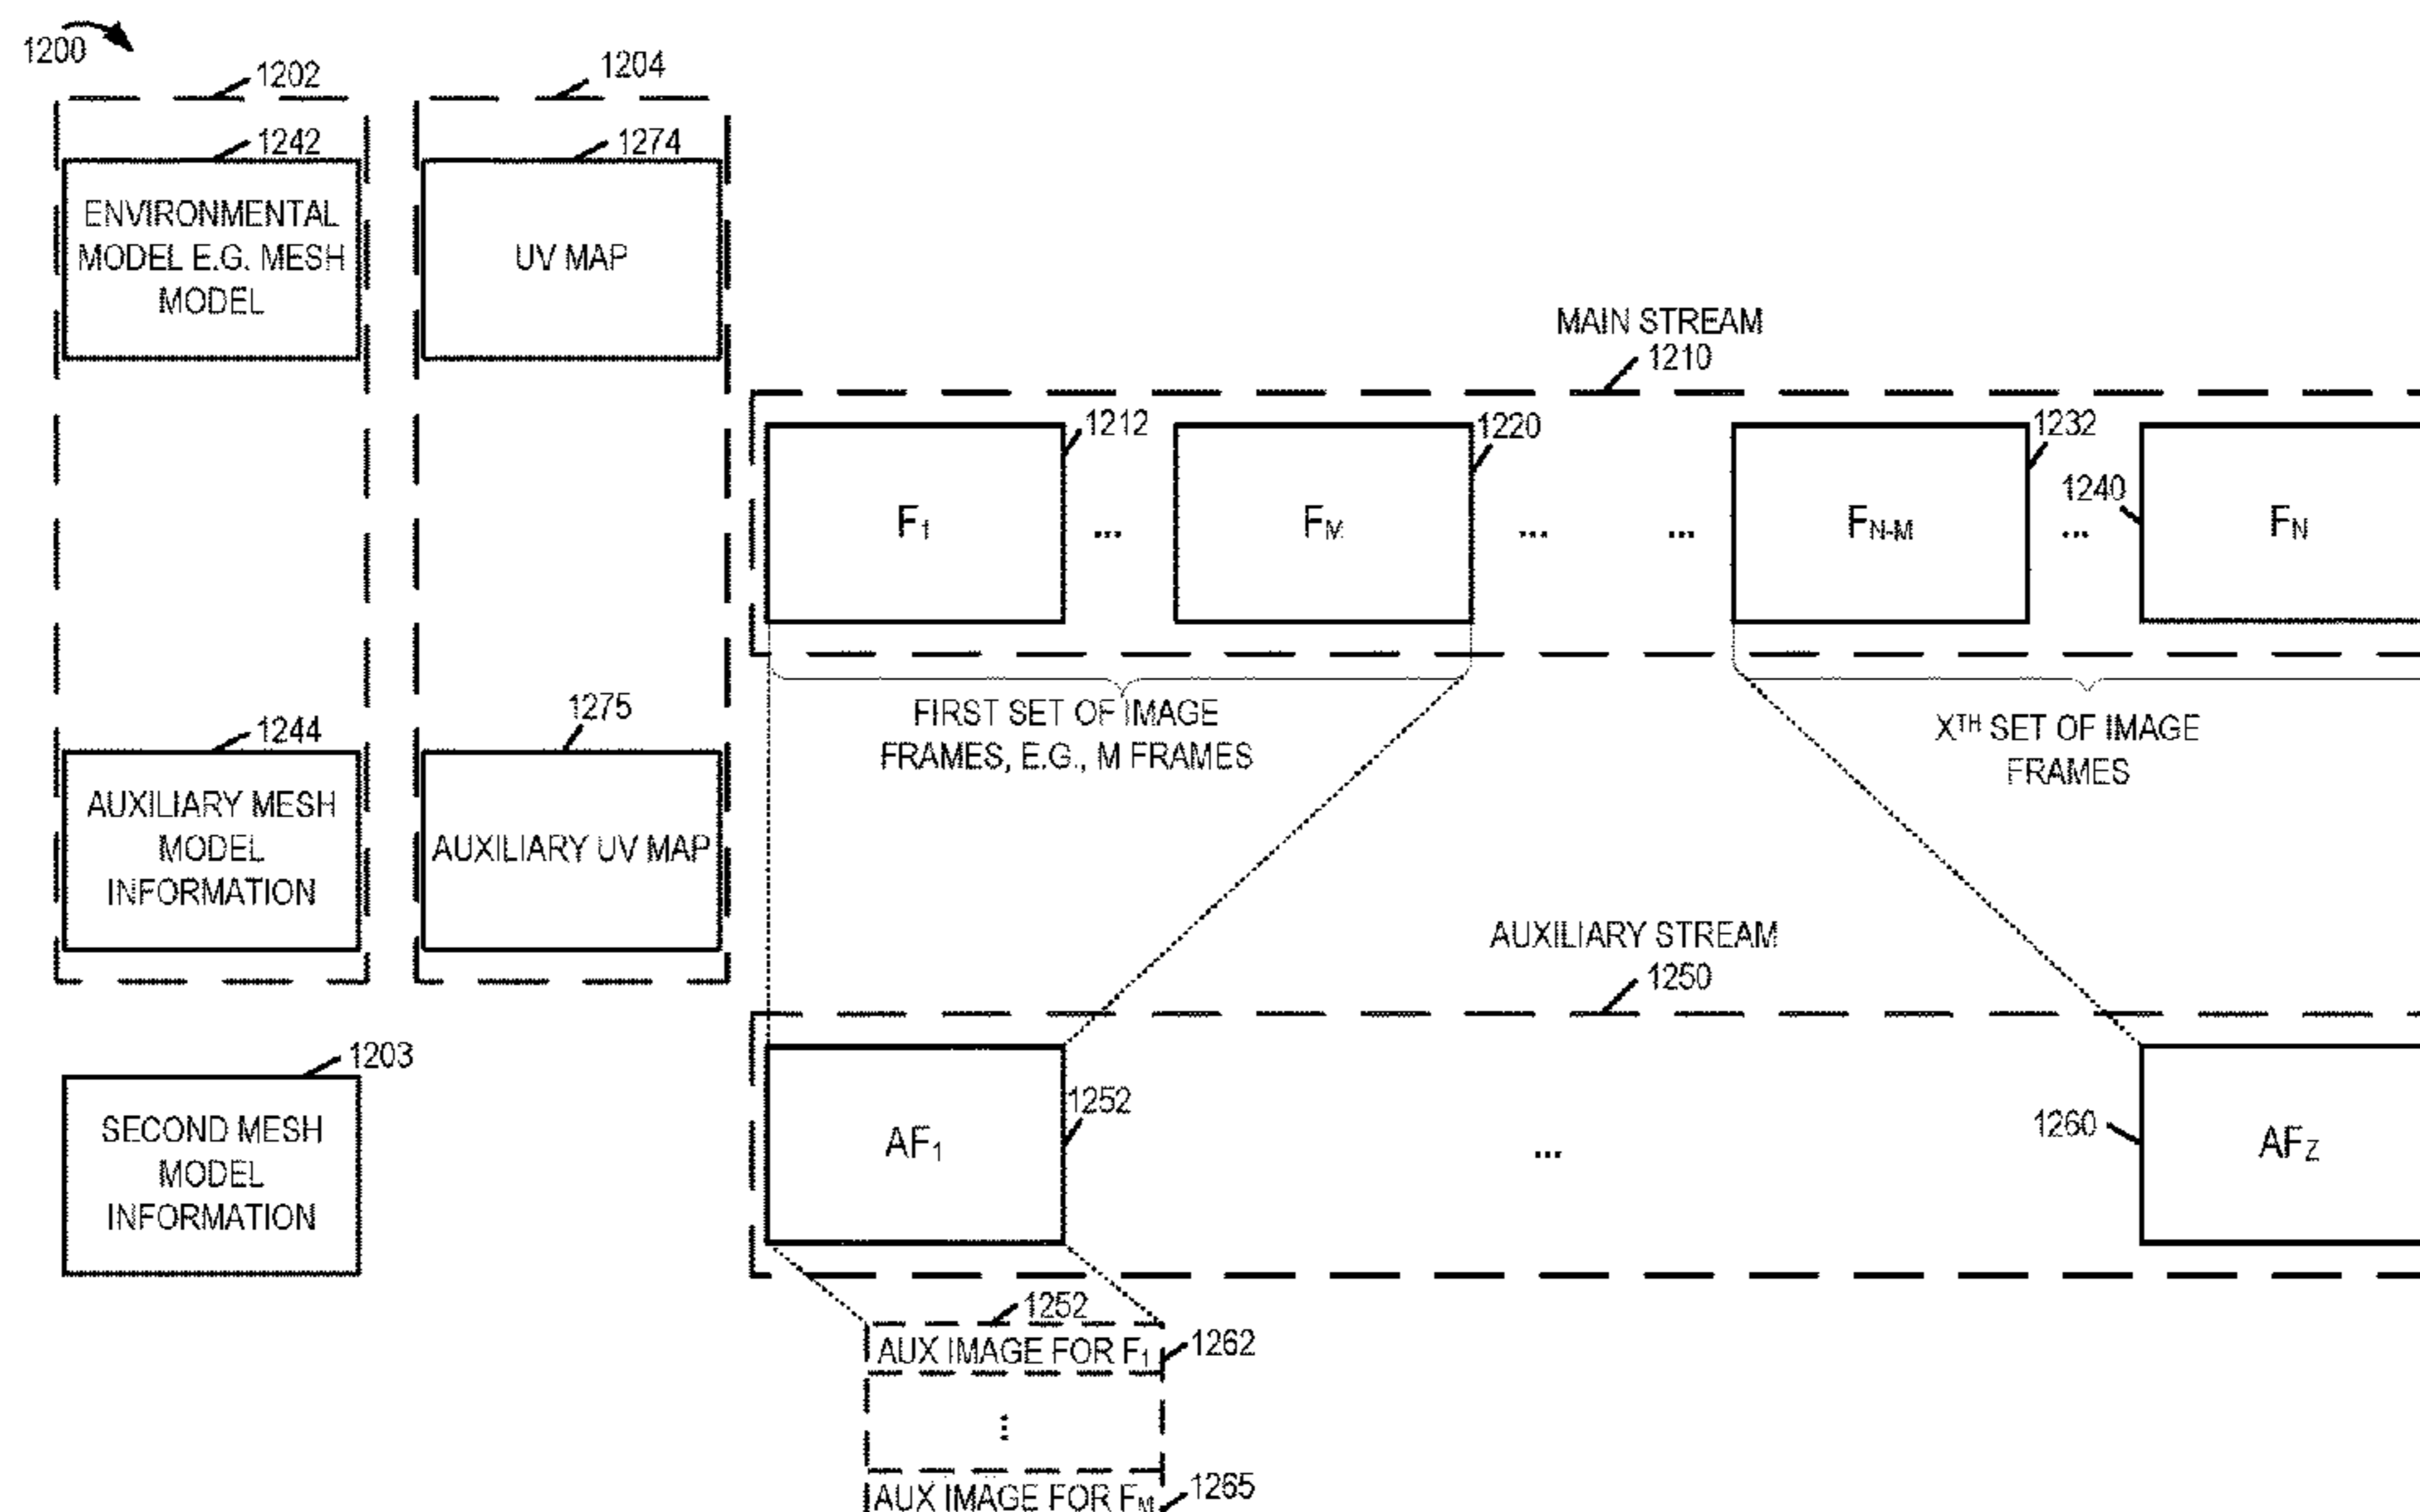 1200
1202
1204
1242
1274
ENVIRONMENTAL
MODEL E.G. MESH
MODEL
UV MAP
MAIN STREAM
1210
1212
1220
1232
1240
F1
...
FM
...
...
FN-M
...
FN
FIRST SET OF IMAGE
FRAMES, E.G., M FRAMES
XTH SET OF IMAGE
FRAMES
1244
1275
AUXILIARY MESH
MODEL
INFORMATION
AUXILIARY UV MAP
AUXILIARY STREAM
1250
1203
SECOND MESH
MODEL
INFORMATION
1252
AF1
...
1260
AFZ
1252
AUX IMAGE FOR F1
1262
...
AUX IMAGE FOR FM
1265